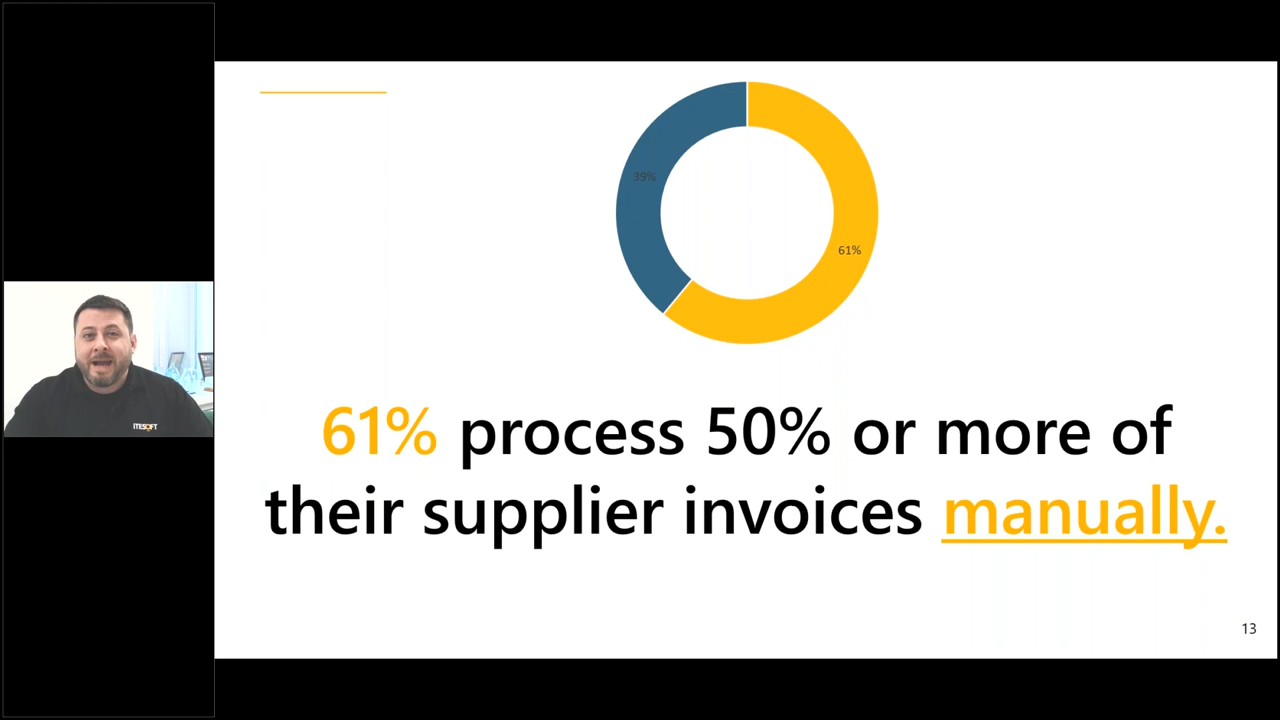 39%
61%
61% process 50% or more of
their supplier invoices manually.
ITESOFT
13